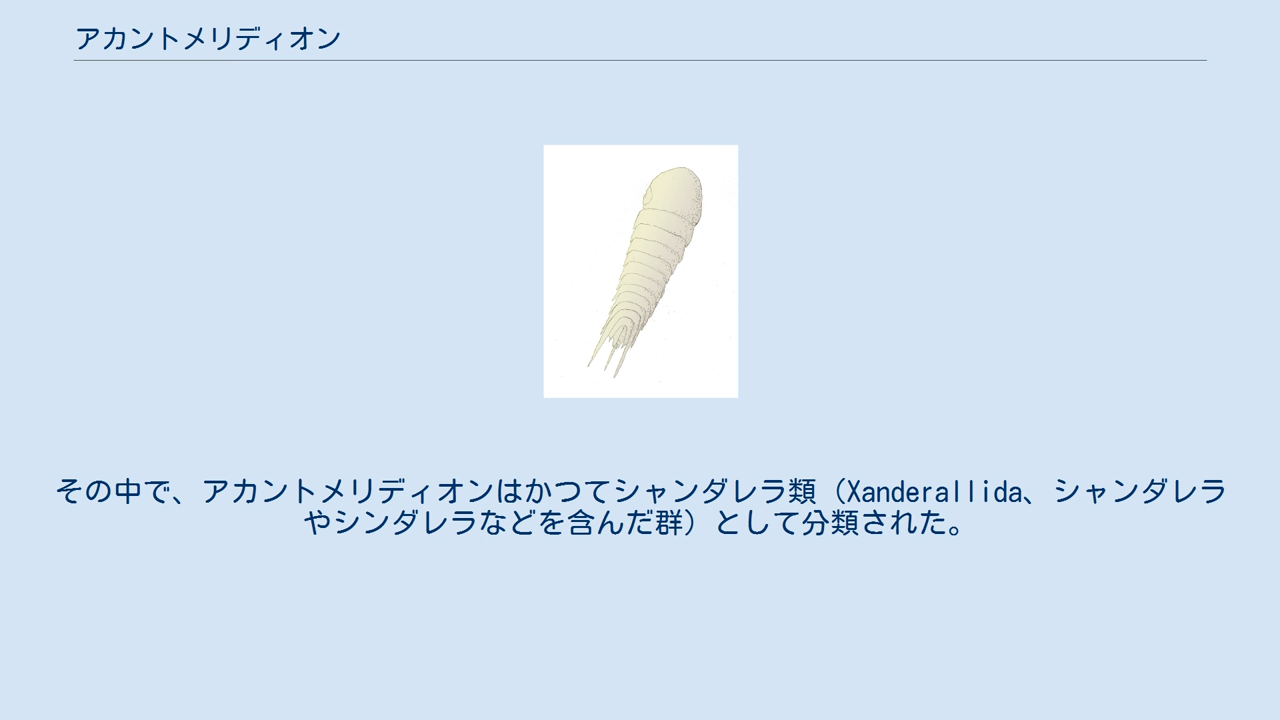 アカントメリディオン
その中で、アカントメリディオンはかつてシャンダレラ類（Xanderallida、シャンダレラ
やシンダレラなどを含んだ群）として分類された。